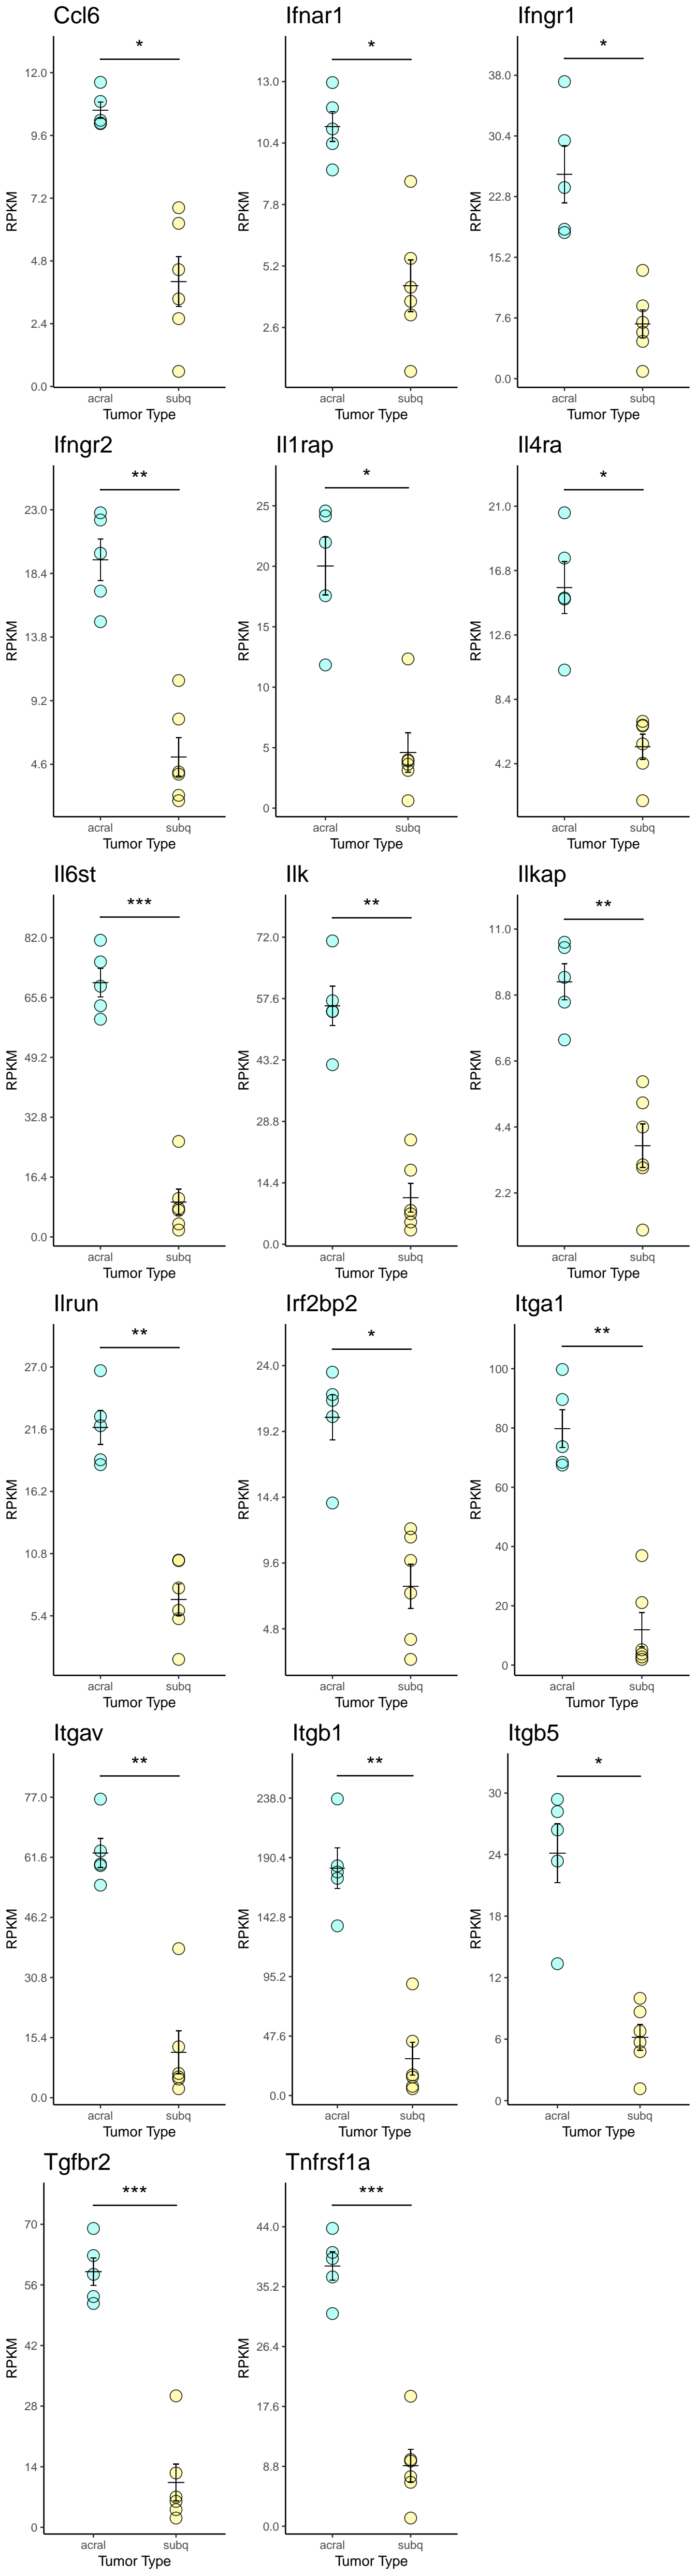 Ccl6 Ifnar1 Ifngr1
* * *
12.0 13.0 38.0
9.6 10.4 30.4
7.2 7.8 22.8
4.8 5.2 15.2
2.4 2.6 7.6
0.0 0.0
RPKM RPKM RPKM
acral subq acral subq acral subq
Tumor Type Tumor Type Tumor Type
Ifngr2 Il1rap Il4ra
** * *
23.0 25 21.0
18.4 20 16.8
13.8 15 12.6
9.2 10 8.4
4.6 5 4.2
0
RPKM RPKM RPKM
acral subq acral subq acral subq
Tumor Type Tumor Type Tumor Type
Il6st Ilk Ilkap
*** ** **
82.0 72.0 11.0
65.6 57.6 8.8
49.2 43.2 6.6
32.8 28.8 4.4
16.4 14.4 2.2
0.0 0.0
RPKM RPKM RPKM
acral subq acral subq acral subq
Tumor Type Tumor Type Tumor Type
Ilrun Irf2bp2 Itga1
** * **
27.0 24.0 100
21.6 19.2 80
16.2 14.4 60
10.8 9.6 40
5.4 4.8 20
0
RPKM RPKM RPKM
acral subq acral subq acral subq
Tumor Type Tumor Type Tumor Type
Itgav Itgb1 Itgb5
** ** *
77.0 238.0 30
61.6 190.4 24
46.2 142.8 18
30.8 95.2 12
15.4 47.6 6
0.0 0.0 0
RPKM RPKM RPKM
acral subq acral subq acral subq
Tumor Type Tumor Type Tumor Type
Tgfbr2 Tnfrsf1a
*** ***
70 44.0
56 35.2
42 26.4
28 17.6
14 8.8
0 0.0
RPKM RPKM
acral subq acral subq
Tumor Type Tumor Type